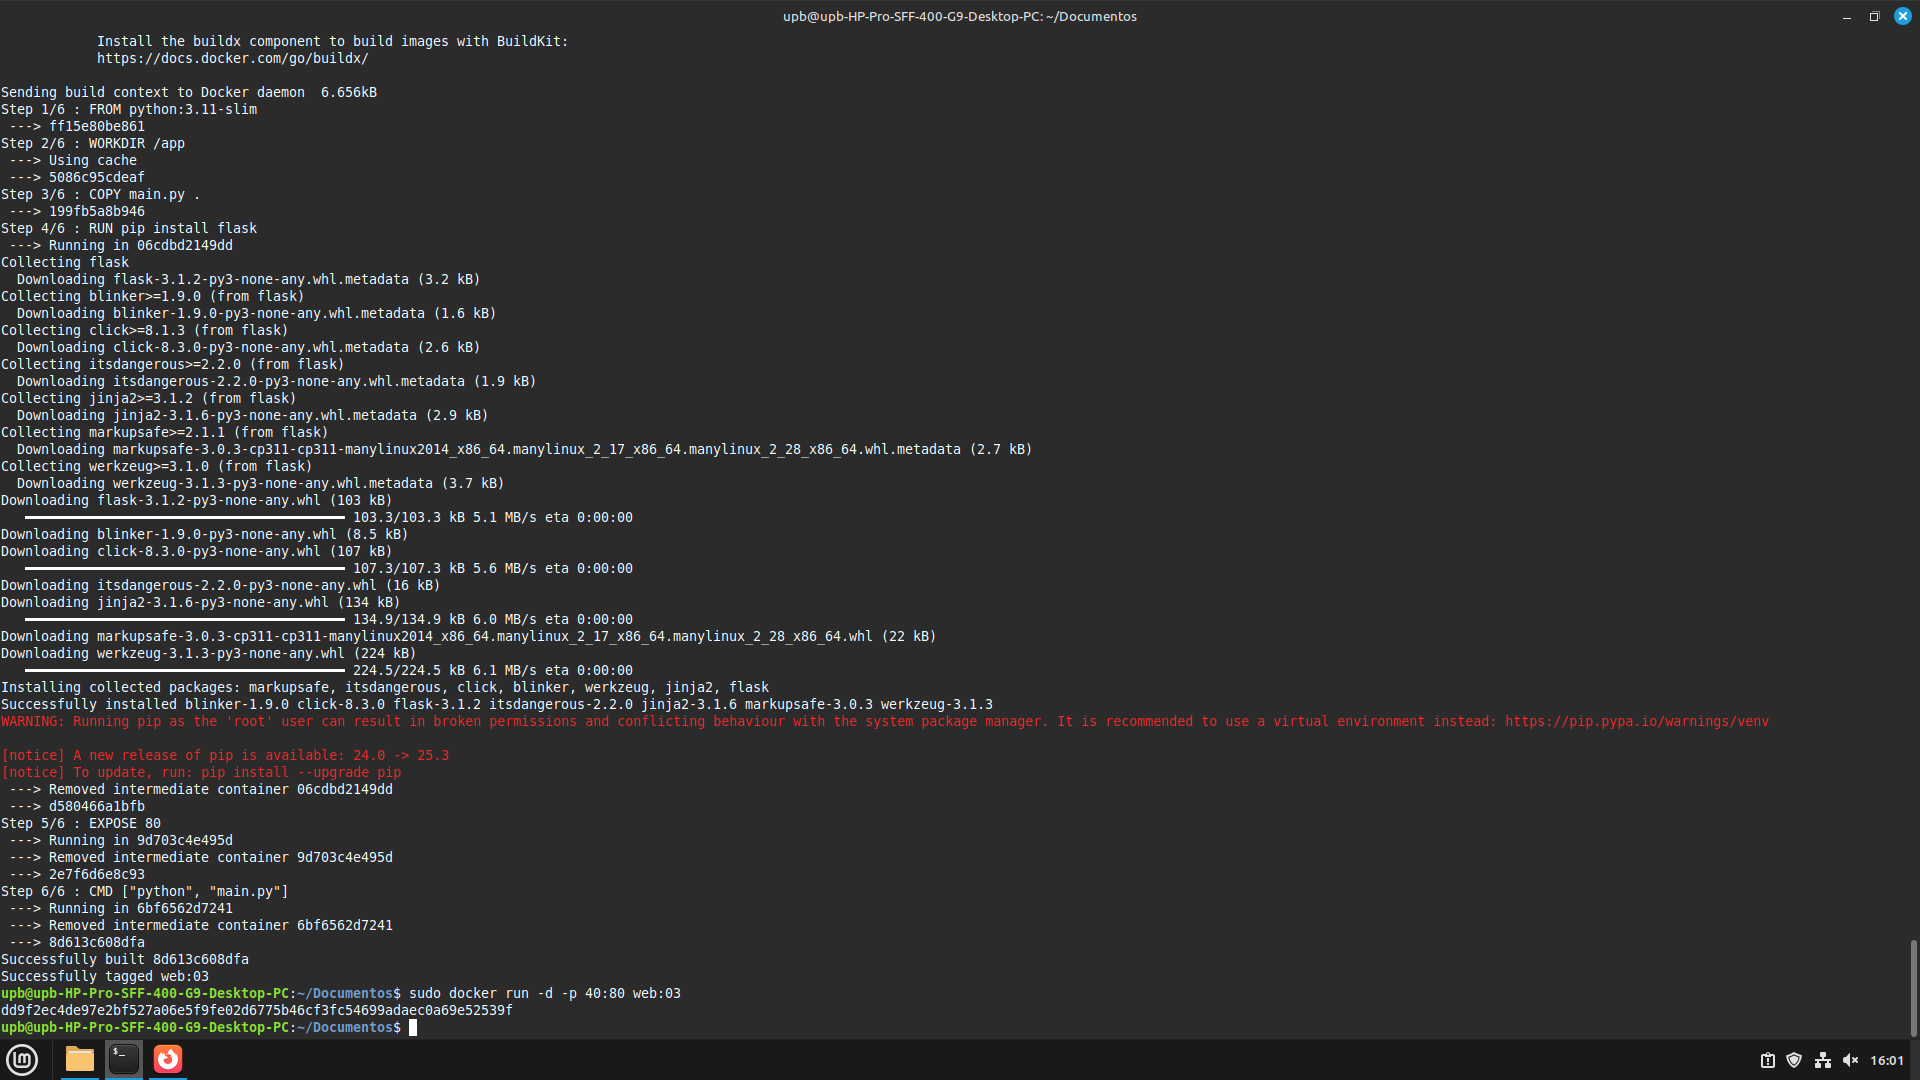 upb@upb-HP-Pro-SFF-400-G9-Desktop-PC: ~/Documentos
            Install the buildx component to build images with BuildKit:
            https://docs.docker.com/go/buildx/
Sending build context to Docker daemon  6.656kB
Step 1/6 : FROM python:3.11-slim
 ---> ff15e80be861
Step 2/6 : WORKDIR /app
 ---> Using cache
 ---> 5086c95cdeaf
Step 3/6 : COPY main.py .
 ---> 199fb5a8b946
Step 4/6 : RUN pip install flask
 ---> Running in 06cdbd2149dd
Collecting flask
  Downloading flask-3.1.2-py3-none-any.whl.metadata (3.2 kB)
Collecting blinker>=1.9.0 (from flask)
  Downloading blinker-1.9.0-py3-none-any.whl.metadata (1.6 kB)
Collecting click>=8.1.3 (from flask)
  Downloading click-8.3.0-py3-none-any.whl.metadata (2.6 kB)
Collecting itsdangerous>=2.2.0 (from flask)
  Downloading itsdangerous-2.2.0-py3-none-any.whl.metadata (1.9 kB)
Collecting jinja2>=3.1.2 (from flask)
  Downloading jinja2-3.1.6-py3-none-any.whl.metadata (2.9 kB)
Collecting markupsafe>=2.1.1 (from flask)
  Downloading markupsafe-3.0.3-cp311-cp311-manylinux2014_x86_64.manylinux_2_17_x86_64.manylinux_2_28_x86_64.whl.metadata (2.7 kB)
Collecting werkzeug>=3.1.0 (from flask)
  Downloading werkzeug-3.1.3-py3-none-any.whl.metadata (3.7 kB)
Downloading flask-3.1.2-py3-none-any.whl (103 kB)
103.3/103.3 kB 5.1 MB/s eta 0:00:00
Downloading blinker-1.9.0-py3-none-any.whl (8.5 kB)
Downloading click-8.3.0-py3-none-any.whl (107 kB)
107.3/107.3 kB 5.6 MB/s eta 0:00:00
Downloading itsdangerous-2.2.0-py3-none-any.whl (16 kB)
Downloading jinja2-3.1.6-py3-none-any.whl (134 kB)
134.9/134.9 kB 6.0 MB/s eta 0:00:00
Downloading markupsafe-3.0.3-cp311-cp311-manylinux2014_x86_64.manylinux_2_17_x86_64.manylinux_2_28_x86_64.whl (22 kB)
Downloading werkzeug-3.1.3-py3-none-any.whl (224 kB)
224.5/224.5 kB 6.1 MB/s eta 0:00:00
Installing collected packages: markupsafe, itsdangerous, click, blinker, werkzeug, jinja2, flask
Successfully installed blinker-1.9.0 click-8.3.0 flask-3.1.2 itsdangerous-2.2.0 jinja2-3.1.6 markupsafe-3.0.3 werkzeug-3.1.3
WARNING: Running pip as the 'root' user can result in broken permissions and conflicting behaviour with the system package manager. It is recommended to use a virtual environment instead: https://pip.pypa.io/warnings/venv
[notice] A new release of pip is available: 24.0 -> 25.3
[notice] To update, run: pip install --upgrade pip
 ---> Removed intermediate container 06cdbd2149dd
 ---> d580466a1bfb
Step 5/6 : EXPOSE 80
 ---> Running in 9d703c4e495d
 ---> Removed intermediate container 9d703c4e495d
 ---> 2e7f6d6e8c93
Step 6/6 : CMD ["python", "main.py"]
 ---> Running in 6bf6562d7241
 ---> Removed intermediate container 6bf6562d7241
 ---> 8d613c608dfa
Successfully built 8d613c608dfa
Successfully tagged web:03
upb@upb-HP-Pro-SFF-400-G9-Desktop-PC:~/Documentos$ sudo docker run -d -p 40:80 web:03
dd9f2ec4de97e2bf527a06e5f9fe02d6775b46cf3fc54699adaec0a69e52539f
upb@upb-HP-Pro-SFF-400-G9-Desktop-PC:~/Documentos$
16:01